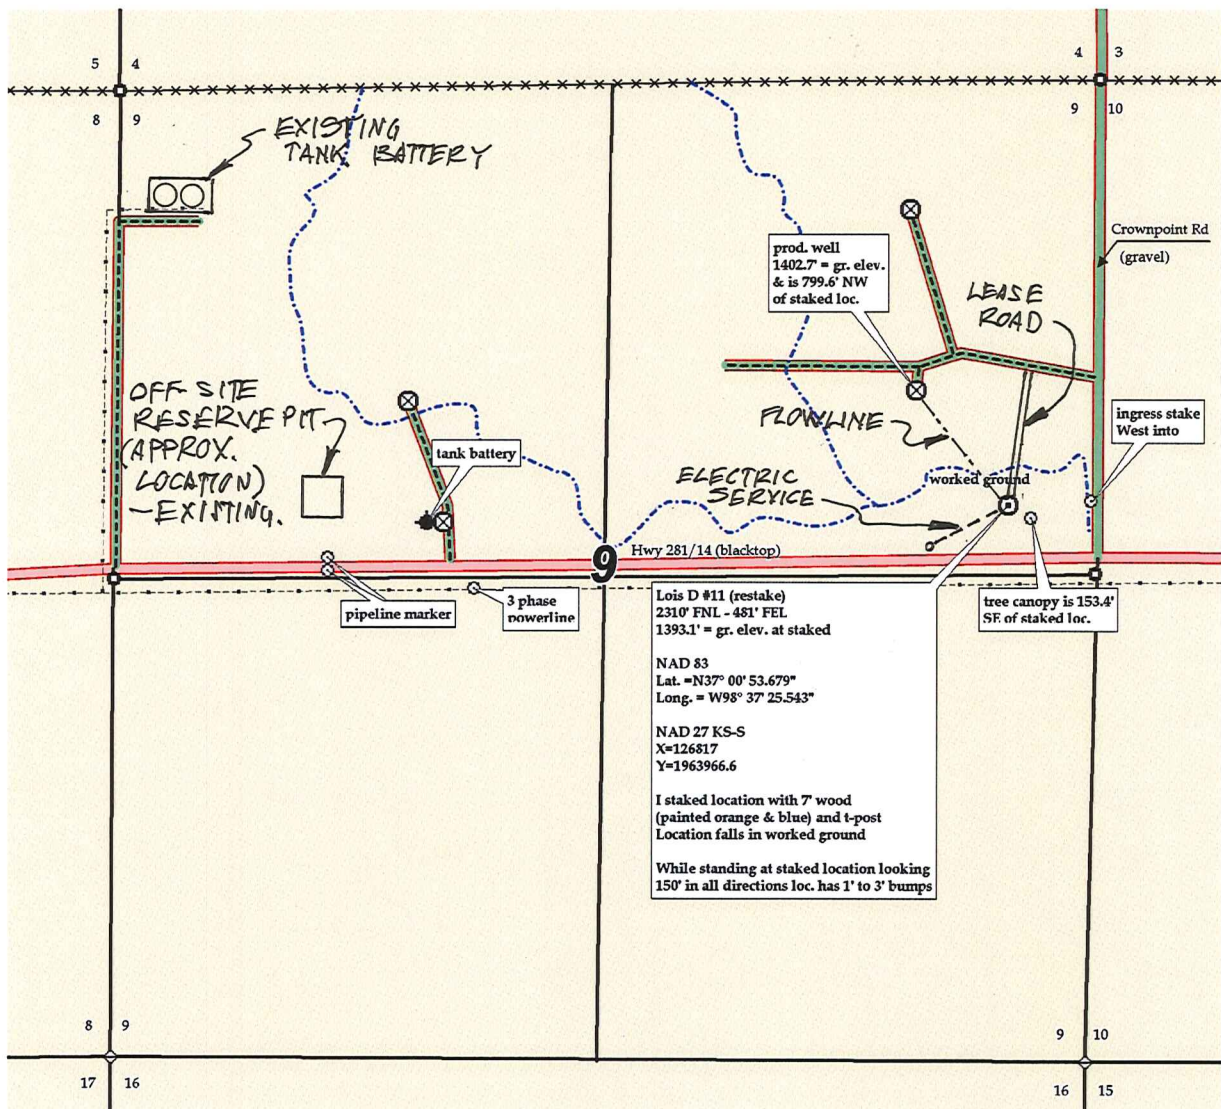 5 4
4 3
8 9
9 10
EXISTING
TANK BATTERY
Crownpoint Rd
(gravel)
prod. well
1402.7' = gr. elev.
& is 799.6' NW
of staked loc.
LEASE
ROAD
OFF-SITE
RESERVE PIT
(APPROX.
LOCATION)
-EXISTING.
FLOWLINE
ingress stake
West into
tank battery
ELECTRIC
SERVICE
worked ground
9
Hwy 281/14 (blacktop)
pipeline marker
3 phase
powerline
tree canopy is 153.4'
SE of staked loc.
Lois D #11 (restake)
2310' FNL - 481' FEL
1393.1' = gr. elev. at staked
NAD 83
Lat. =N37° 00' 53.679"
Long. = W98° 37' 25.543"
NAD 27 KS-S
X=126817
Y=1963966.6
I staked location with 7' wood
(painted orange & blue) and t-post
Location falls in worked ground
While standing at staked location looking
150' in all directions loc. has 1' to 3' bumps
8 9
9 10
17 16
16 15